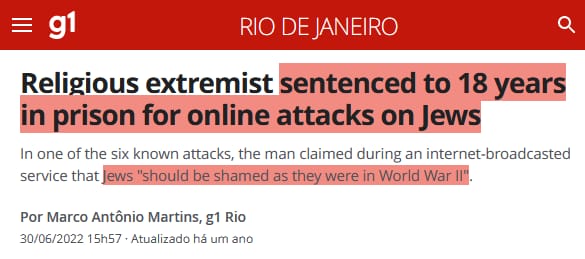 g1
RIO DE JANEIRO
Religious extremist sentenced to 18 years
in prison for online attacks on Jews
In one of the six known attacks, the man claimed during an internet-broadcasted
service that Jews "should be shamed as they were in World War II".
Por Marco Antônio Martins, g1 Rio
30/06/2022 15h57 · Atualizado há um ano